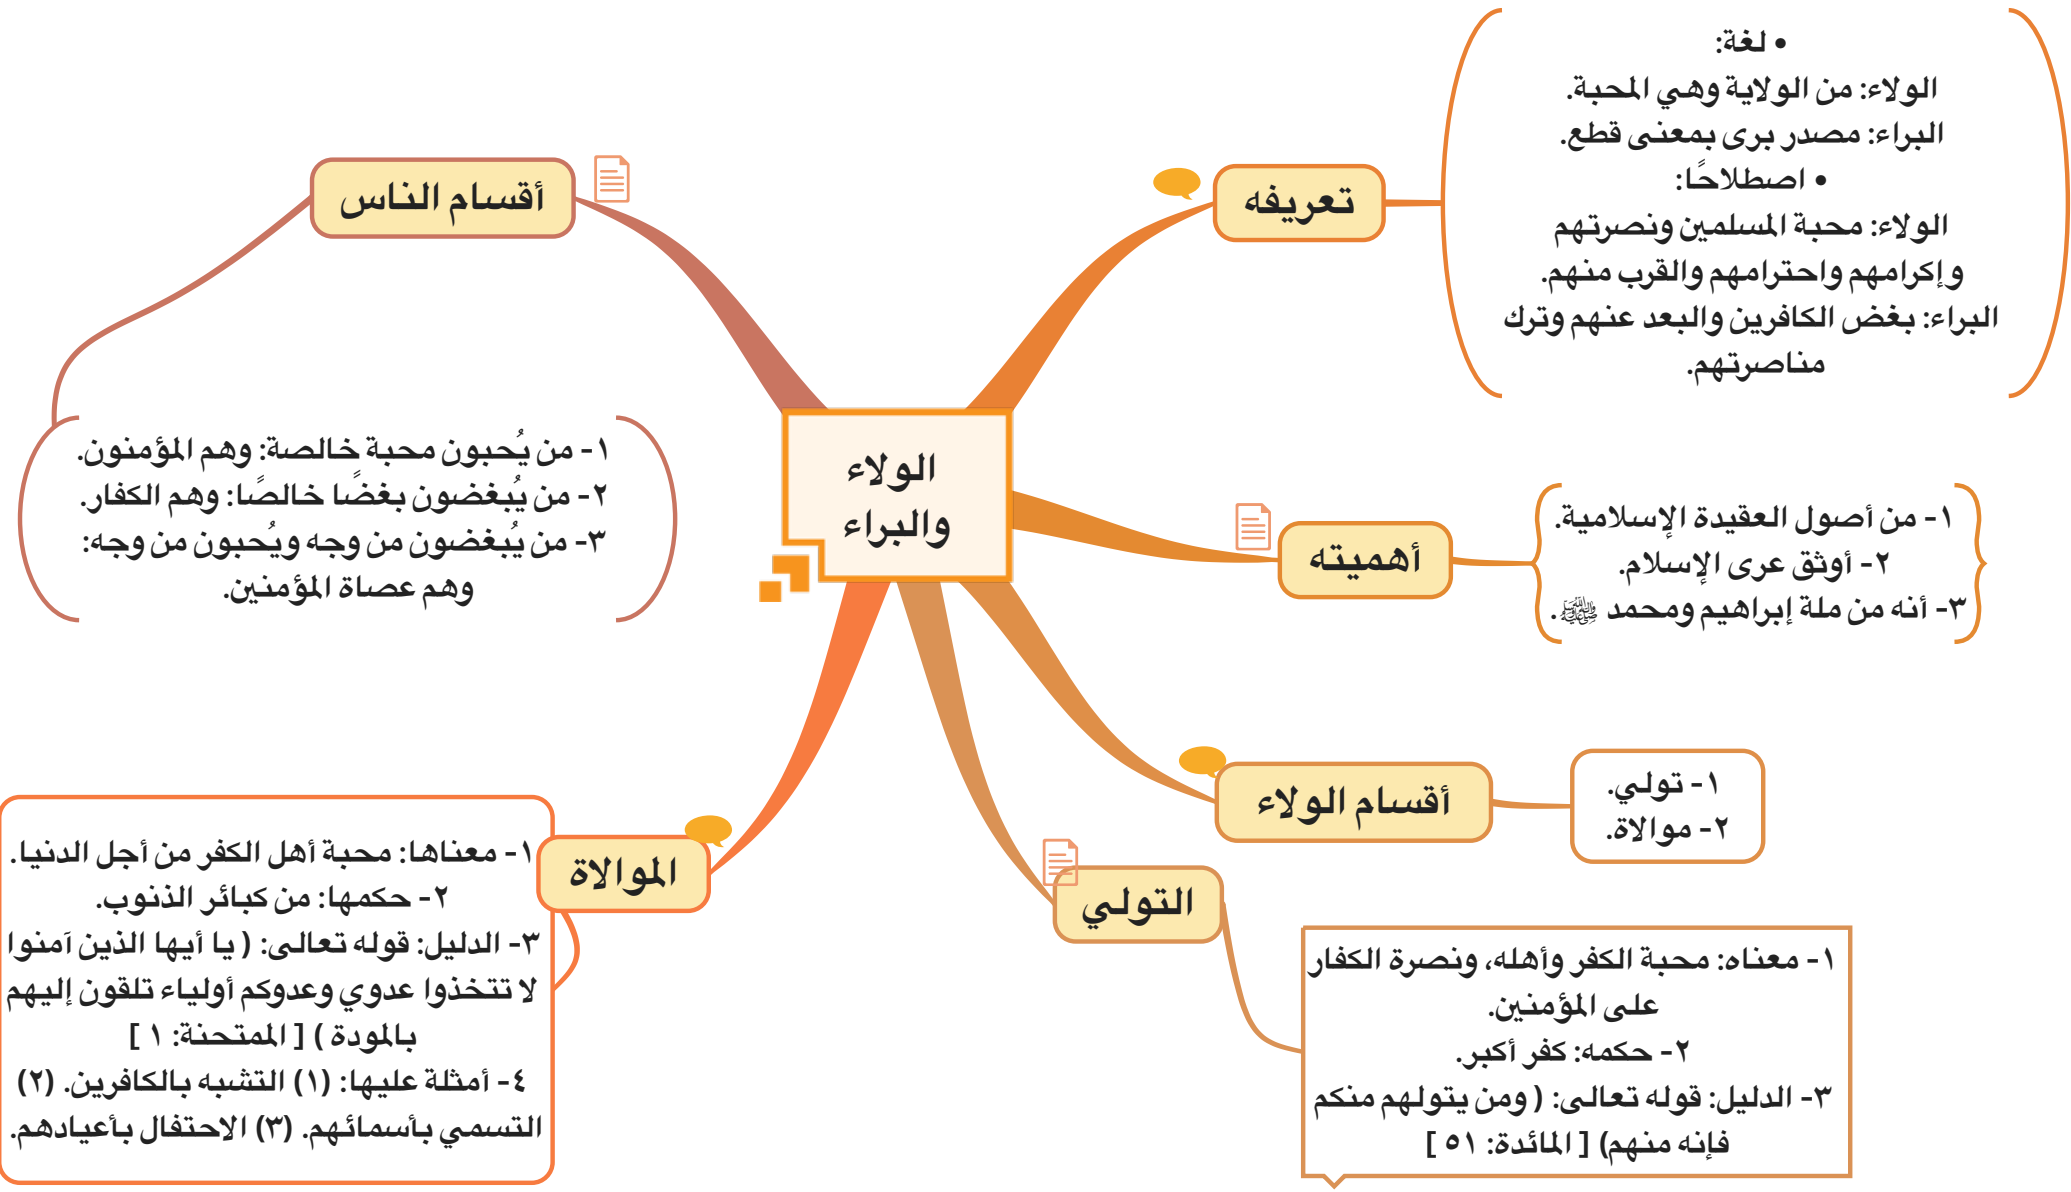 الولاء
والبراء
تعريفه
• لغة:
الولاء: من الولاية وهي المحبة.
البراء: مصدر برى بمعنى قطع.
• اصطلاحًا:
الولاء: محبة المسلمين ونصرتهم
وإكرامهم واحترامهم والقرب منهم.
البراء: بغض الكافرين والبعد عنهم وترك
مناصرتهم.
أهميته
١- من أصول العقيدة الإسلامية.
٢- أوثق عرى الإسلام.
٣- أنه من ملة إبراهيم ومحمد ﷺ.
أقسام الولاء
١- تولي.
٢- موالاة.
التولي
١- معناه: محبة الكفر وأهله، ونصرة الكفار
على المؤمنين.
٢- حكمه: كفر أكبر.
٣- الدليل: قوله تعالى: ( ومن يتولهم منكم
فإنه منهم) [ المائدة: ٥١ ]
الموالاة
١- معناها: محبة أهل الكفر من أجل الدنيا.
٢- حكمها: من كبائر الذنوب.
٣- الدليل: قوله تعالى: ( يا أيها الذين آمنوا
لا تتخذوا عدوي وعدوكم أولياء تلقون إليهم
بالمودة ) [ الممتحنة: ١ ]
٤- أمثلة عليها: (١) التشبه بالكافرين. (٢)
التسمي بأسمائهم. (٣) الاحتفال بأعيادهم.
أقسام الناس
١- من يُحبون محبة خالصة: وهم المؤمنون.
٢- من يُبغضون بغضًا خالصًا: وهم الكفار.
٣- من يُبغضون من وجه ويُحبون من وجه:
وهم عصاة المؤمنين.